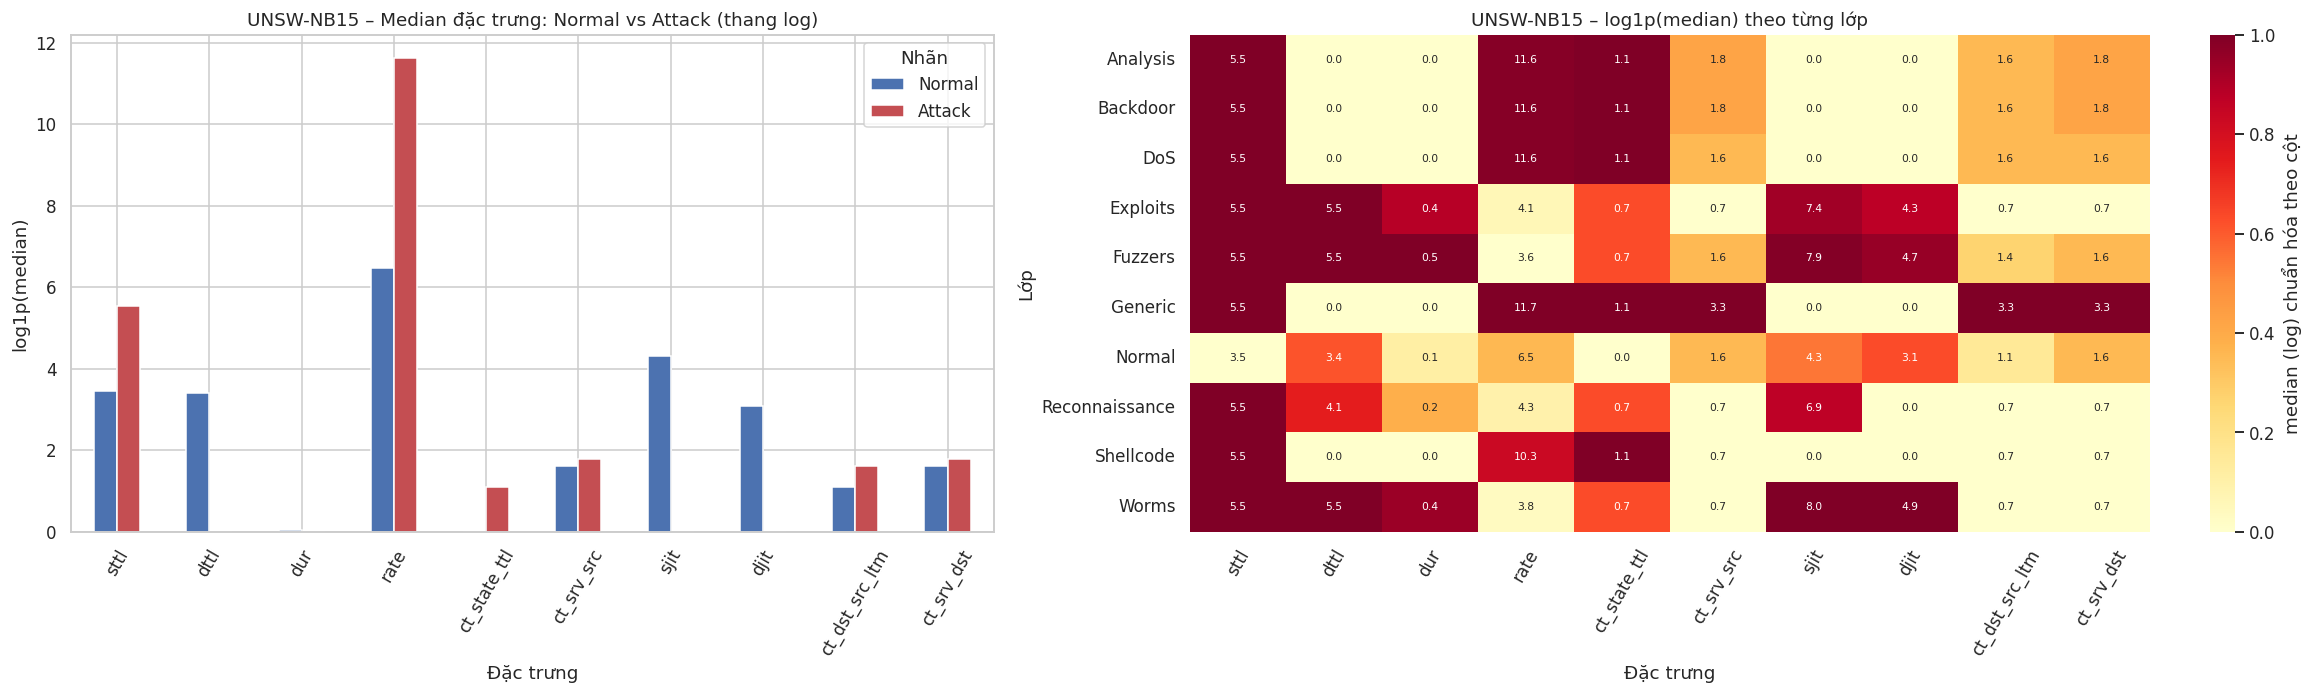 UNSW-NB15 – Median đặc trưng: Normal vs Attack (thang log)
12
10
8
6
4
2
0
log1p(median)
Nhãn
Normal
Attack
sttl
dttl
dur
rate
ct_state_ttl
ct_srv_src
sjit
djit
ct_dst_src_ltm
ct_srv_dst
Đặc trưng
UNSW-NB15 – log1p(median) theo từng lớp
Lớp
Analysis 5.5 0.0 0.0 11.6 1.1 1.8 0.0 0.0 1.6 1.8
Backdoor 5.5 0.0 0.0 11.6 1.1 1.8 0.0 0.0 1.6 1.8
DoS 5.5 0.0 0.0 11.6 1.1 1.6 0.0 0.0 1.6 1.6
Exploits 5.5 5.5 0.4 4.1 0.7 0.7 7.4 4.3 0.7 0.7
Fuzzers 5.5 5.5 0.5 3.6 0.7 1.6 7.9 4.7 1.4 1.6
Generic 5.5 0.0 0.0 11.7 1.1 3.3 0.0 0.0 3.3 3.3
Normal 3.5 3.4 0.1 6.5 0.0 1.6 4.3 3.1 1.1 1.6
Reconnaissance 5.5 4.1 0.2 4.3 0.7 0.7 6.9 0.0 0.7 0.7
Shellcode 5.5 0.0 0.0 10.3 1.1 0.7 0.0 0.0 0.7 0.7
Worms 5.5 5.5 0.4 3.8 0.7 0.7 8.0 4.9 0.7 0.7
sttl
dttl
dur
rate
ct_state_ttl
ct_srv_src
sjit
djit
ct_dst_src_ltm
ct_srv_dst
Đặc trưng
1.0
0.8
0.6
0.4
0.2
0.0
median (log) chuẩn hóa theo cột